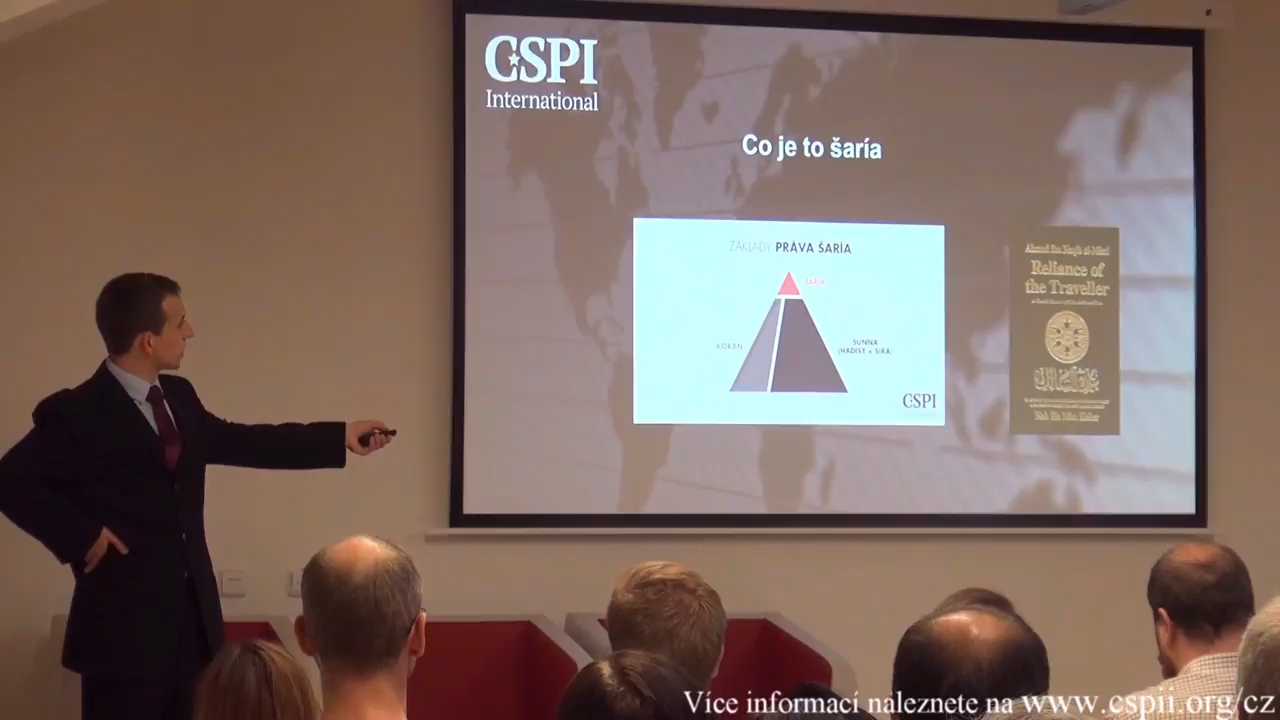 CSPI
International
Co je to šaría
ZÁKLADY PRÁVA ŠARÍA
ŠARÍA
KORÁN
SUNNA
(HADÍSY + SÍRA)
CSPI
Reliance of
the Traveller
Více informací naleznete na www.cspii.org/cz